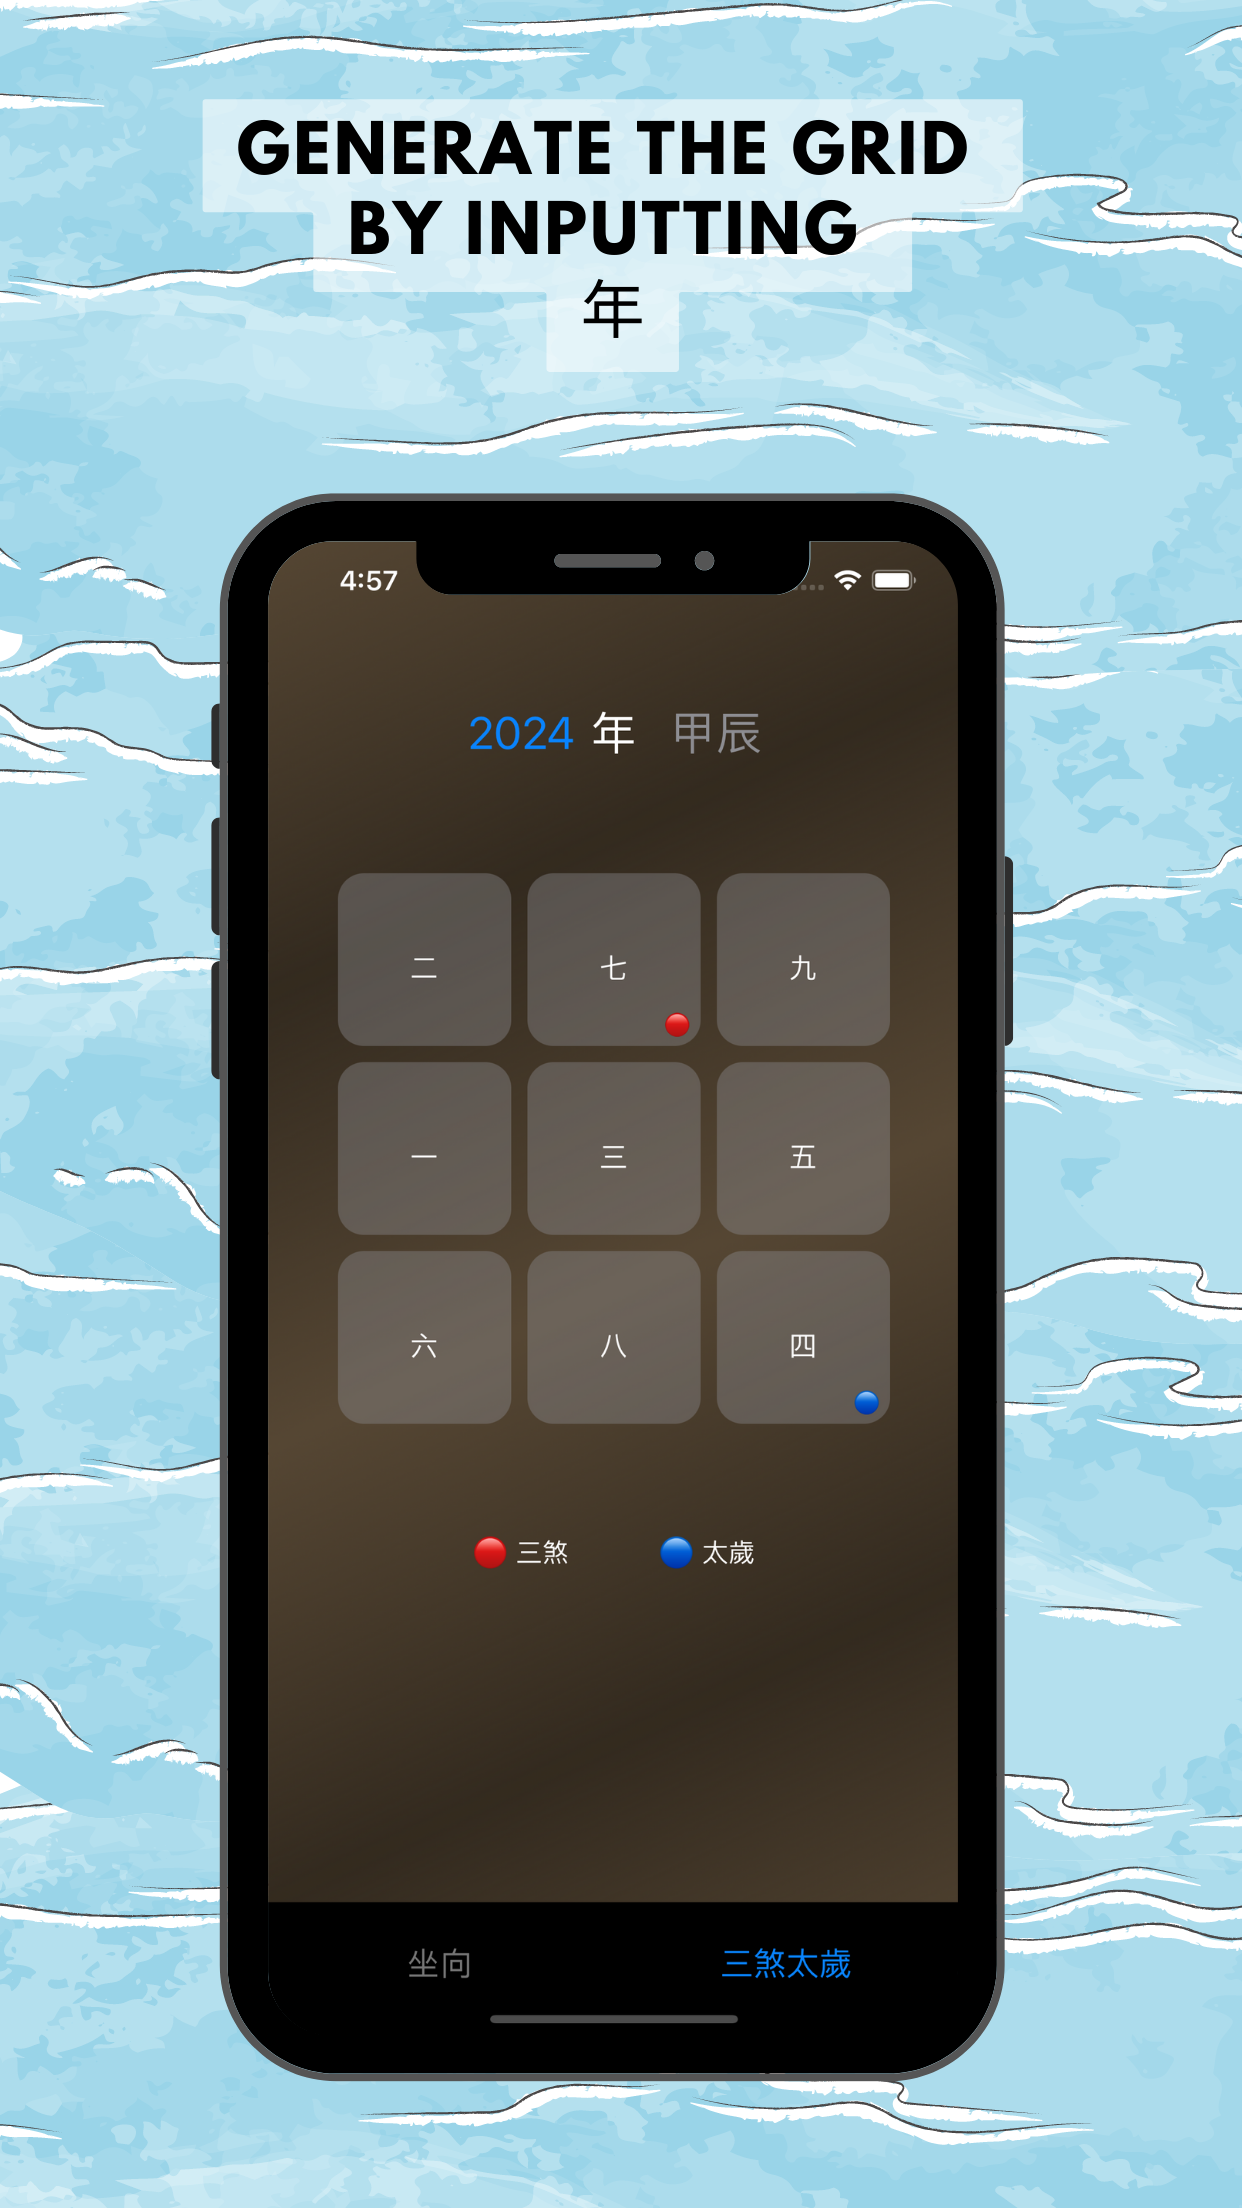 GENERATE THE GRID
BY INPUTTING
年
4:57
2024 年 甲辰
二 七 九
一 三 五
六 八 四
三煞 太歲
坐向 三煞太歲